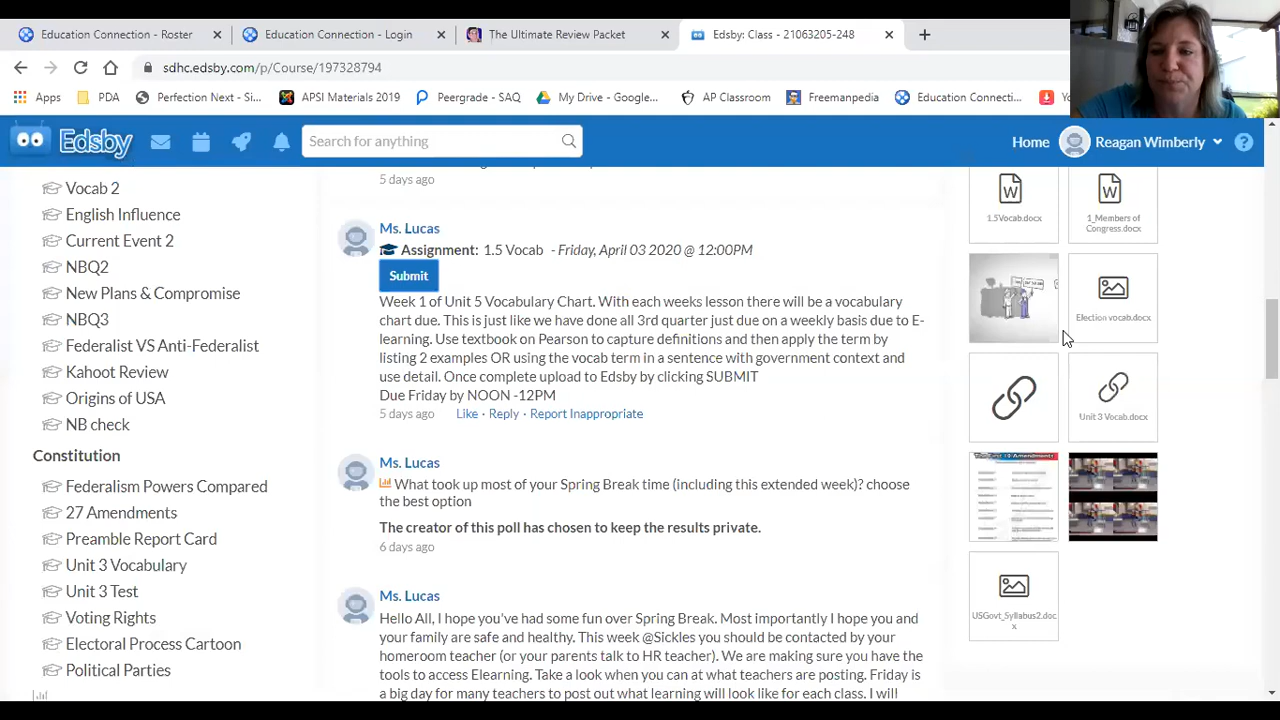 Education Connection - Roster
Education Connection - Login
The Ultimate Review Packet
Edsby: Class - 21063205-248
sdhc.edsby.com/p/Course/197328794
Apps
PDA
Perfection Next - Si...
APSI Materials 2019
Peergrade - SAQ
My Drive - Google...
AP Classroom
Freemanpedia
Education Connecti...
Edsby
Search for anything
Home
Reagan Wimberly
Vocab 2
English Influence
Current Event 2
NBQ2
New Plans & Compromise
NBQ3
Federalist VS Anti-Federalist
Kahoot Review
Origins of USA
NB check
Constitution
Federalism Powers Compared
27 Amendments
Preamble Report Card
Unit 3 Vocabulary
Unit 3 Test
Voting Rights
Electoral Process Cartoon
Political Parties
5 days ago
Ms. Lucas
Assignment: 1.5 Vocab - Friday, April 03 2020 @ 12:00PM
Submit
Week 1 of Unit 5 Vocabulary Chart. With each weeks lesson there will be a vocabulary
chart due. This is just like we have done all 3rd quarter just due on a weekly basis due to E-
learning. Use textbook on Pearson to capture definitions and then apply the term by
listing 2 examples OR using the vocab term in a sentence with government context and
use detail. Once complete upload to Edsby by clicking SUBMIT
Due Friday by NOON -12PM
5 days ago Like · Reply · Report Inappropriate
Ms. Lucas
What took up most of your Spring Break time (including this extended week)? choose
the best option
The creator of this poll has chosen to keep the results private.
6 days ago
Ms. Lucas
Hello All, I hope you've had some fun over Spring Break. Most importantly I hope you and
your family are safe and healthy. This week @Sickles you should be contacted by your
homeroom teacher (or your parents talk to HR teacher). We are making sure you have the
tools to access Elearning. Take a look when you can at what teachers are posting. Friday is
a big day for many teachers to post out what learning will look like for each class. I will
1.5Vocab.docx
1_Members of
Congress.docx
Election vocab.docx
Unit 3 Vocab.docx
USGovt_Syllabus2.doc
x